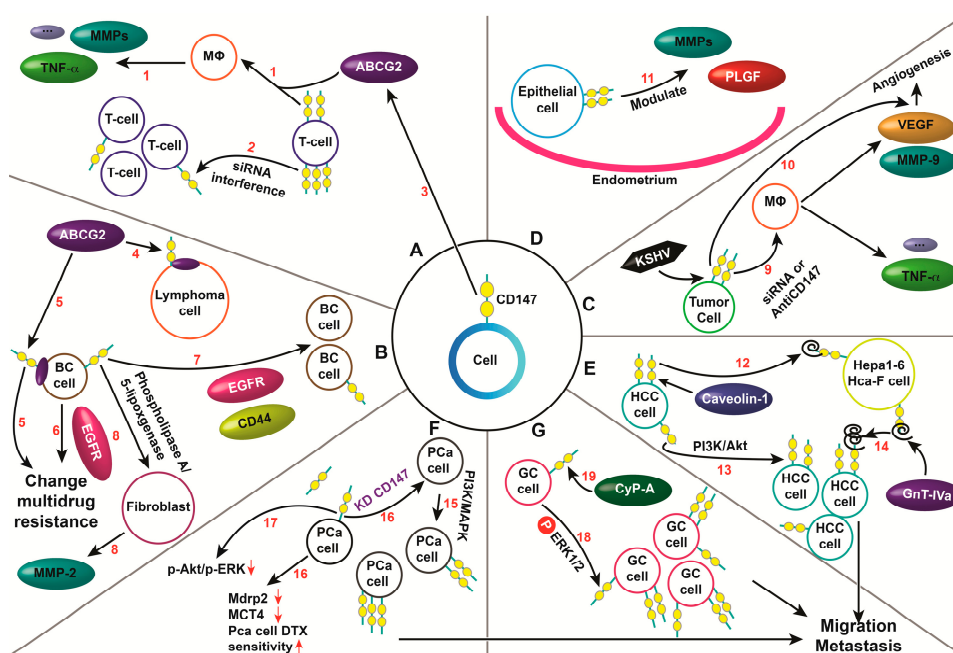 ...
MMPs
TNF-α
1
MΦ
1
ABCG2
T-cell
T-cell
T-cell
2
siRNA
interference
T-cell
3
Epithelial
cell
11
Modulate
MMPs
PLGF
Endometrium
Angiogenesis
VEGF
MMP-9
10
MΦ
KSHV
9
siRNA or
AntiCD147
Tumor
Cell
...
TNF-α
A
D
C
B
E
F
G
CD147
Cell
ABCG2
4
Lymphoma
cell
5
BC
cell
5
6
EGFR
8
Phospholipase A/
5-lipoxgenase
7
BC
cell
BC
cell
EGFR
CD44
Change
multidrug
resistance
Fibroblast
8
MMP-2
12
HCC
cell
Caveolin-1
Hepa1-6
Hca-F cell
PI3K/Akt
13
14
GnT-IVa
HCC
cell
HCC
cell
HCC
cell
PCa
cell
KD CD147
16
PI3K/MAPK
15
17
PCa
cell
PCa
cell
PCa
cell
p-Akt/p-ERK
16
Mdrp2
MCT4
Pca cell DTX
sensitivity
GC
cell
19
CyP-A
P
ERK1/2
18
GC
cell
GC
cell
GC
cell
Migration
Metastasis